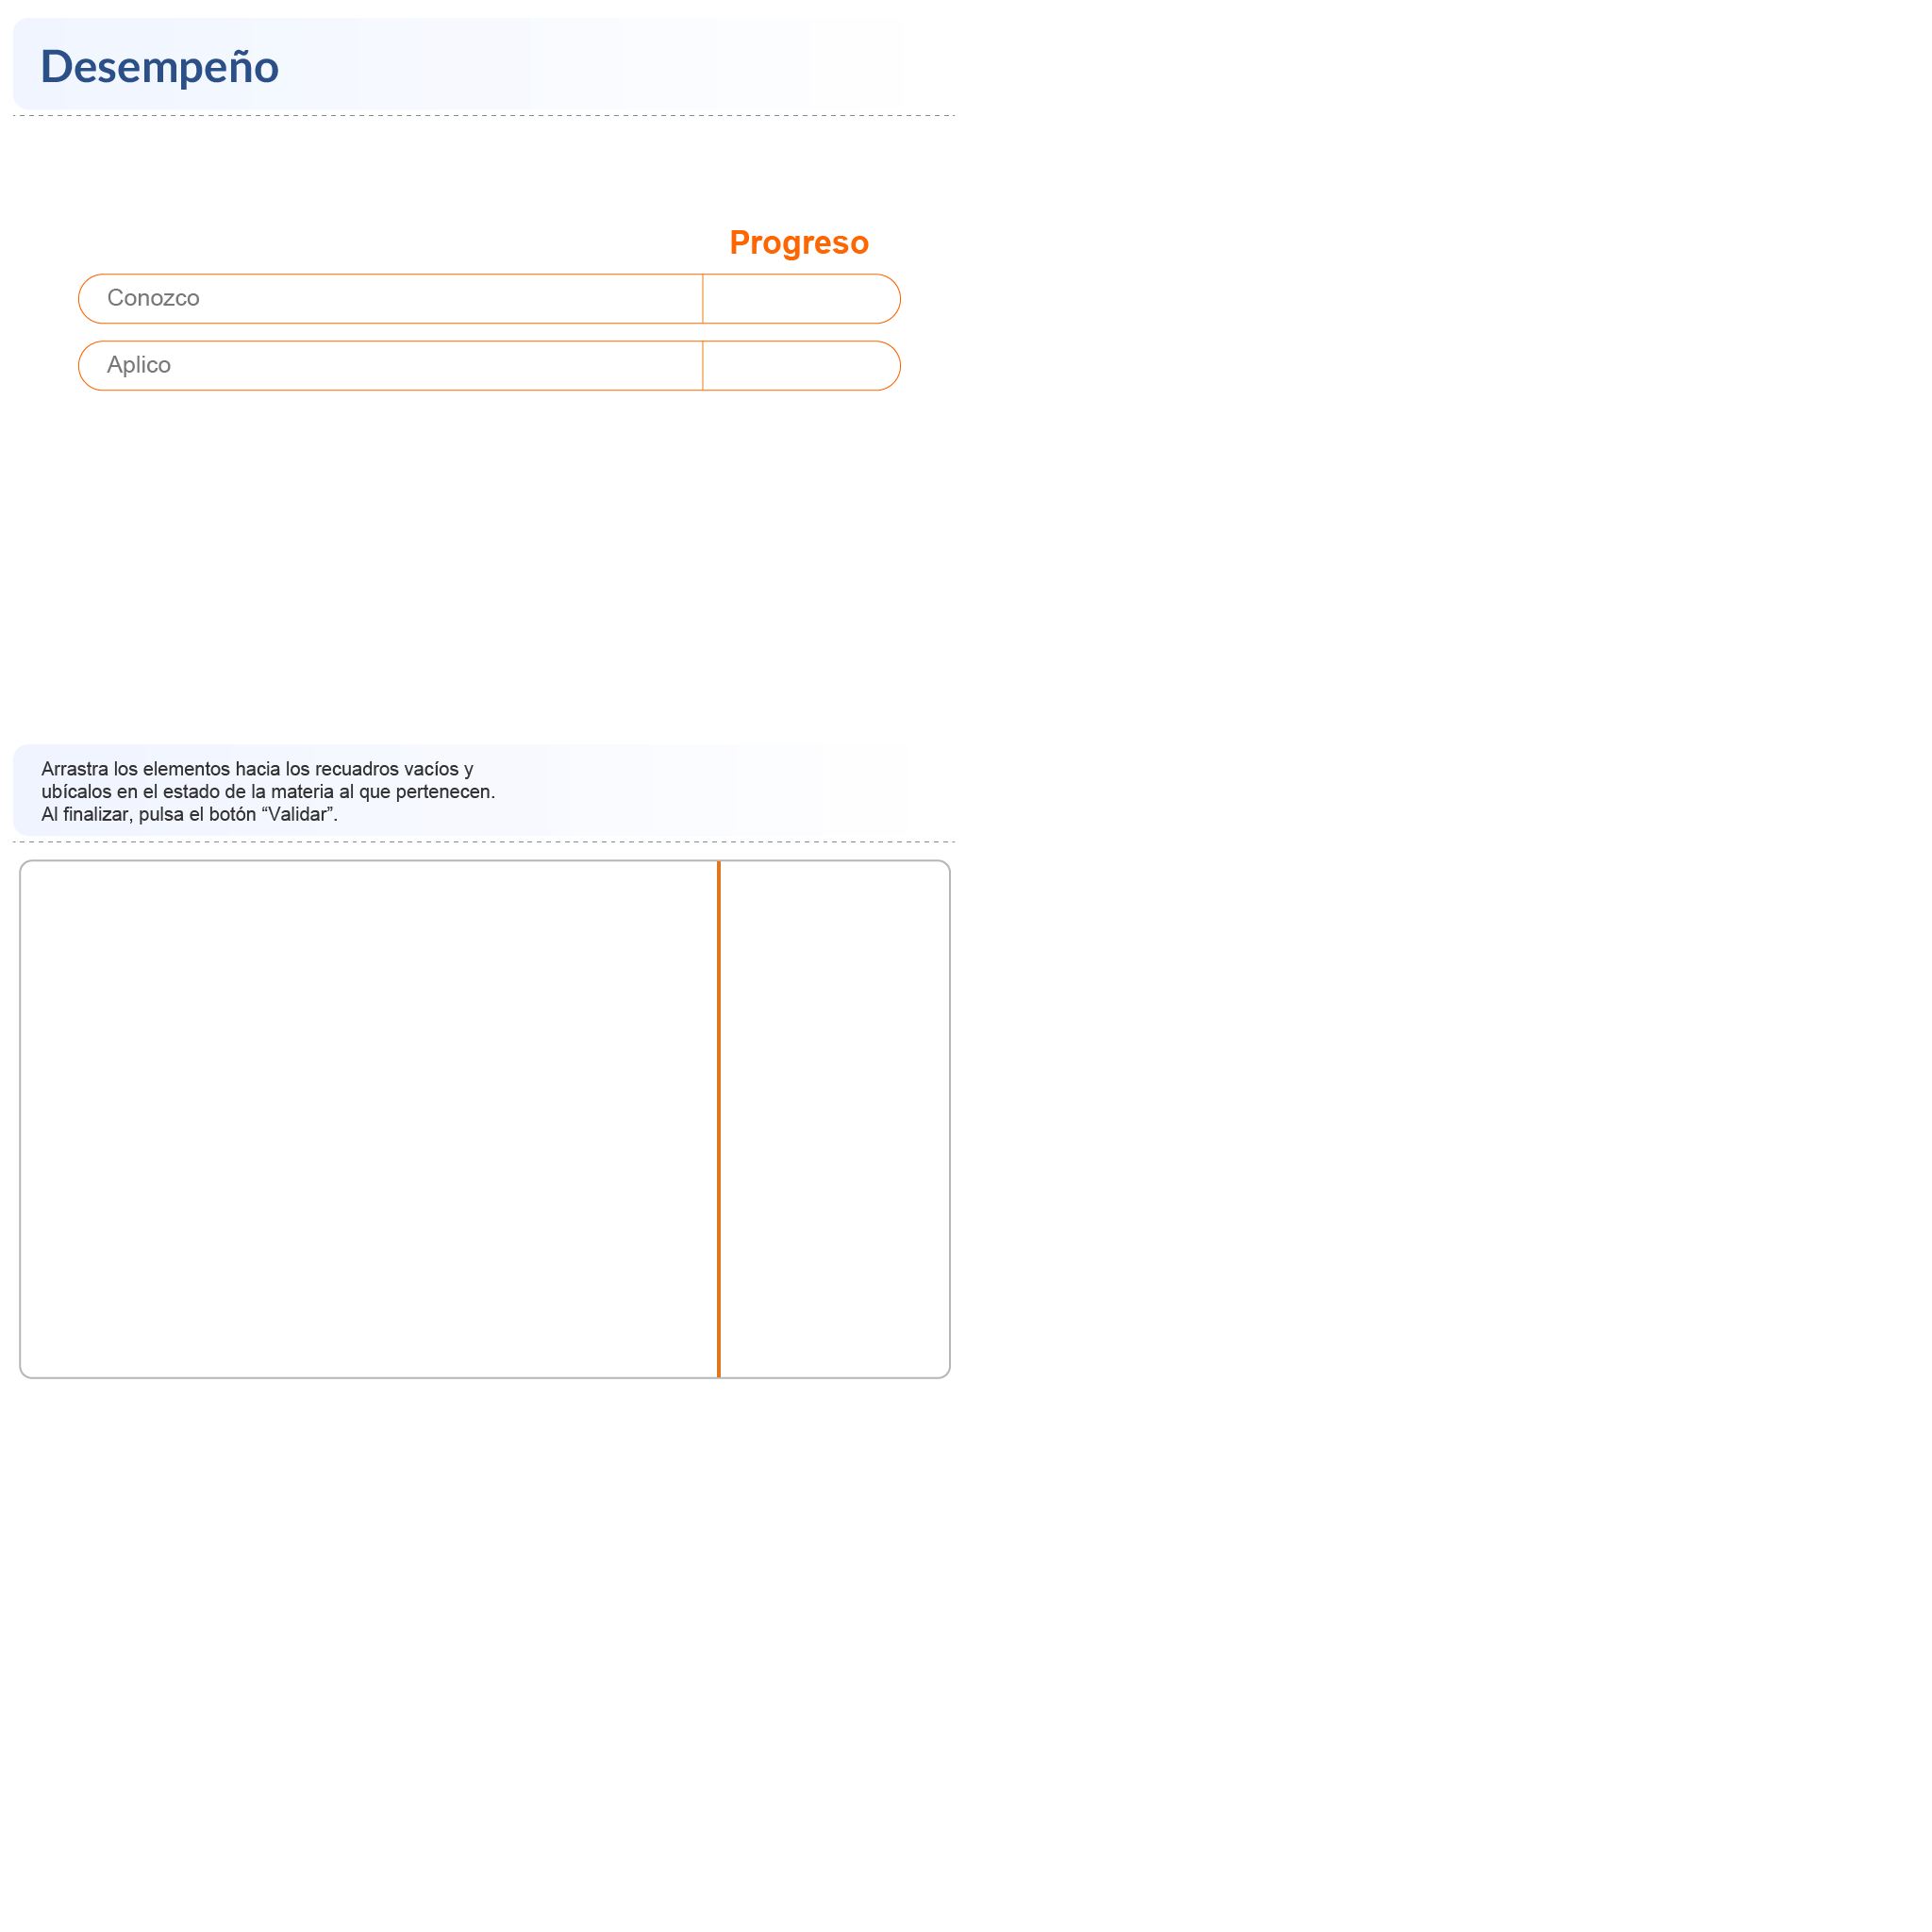 Desempeño
Progreso
Conozco
Aplico
Arrastra los elementos hacia los recuadros vacíos y
ubícalos en el estado de la materia al que pertenecen.
Al finalizar, pulsa el botón “Validar”.